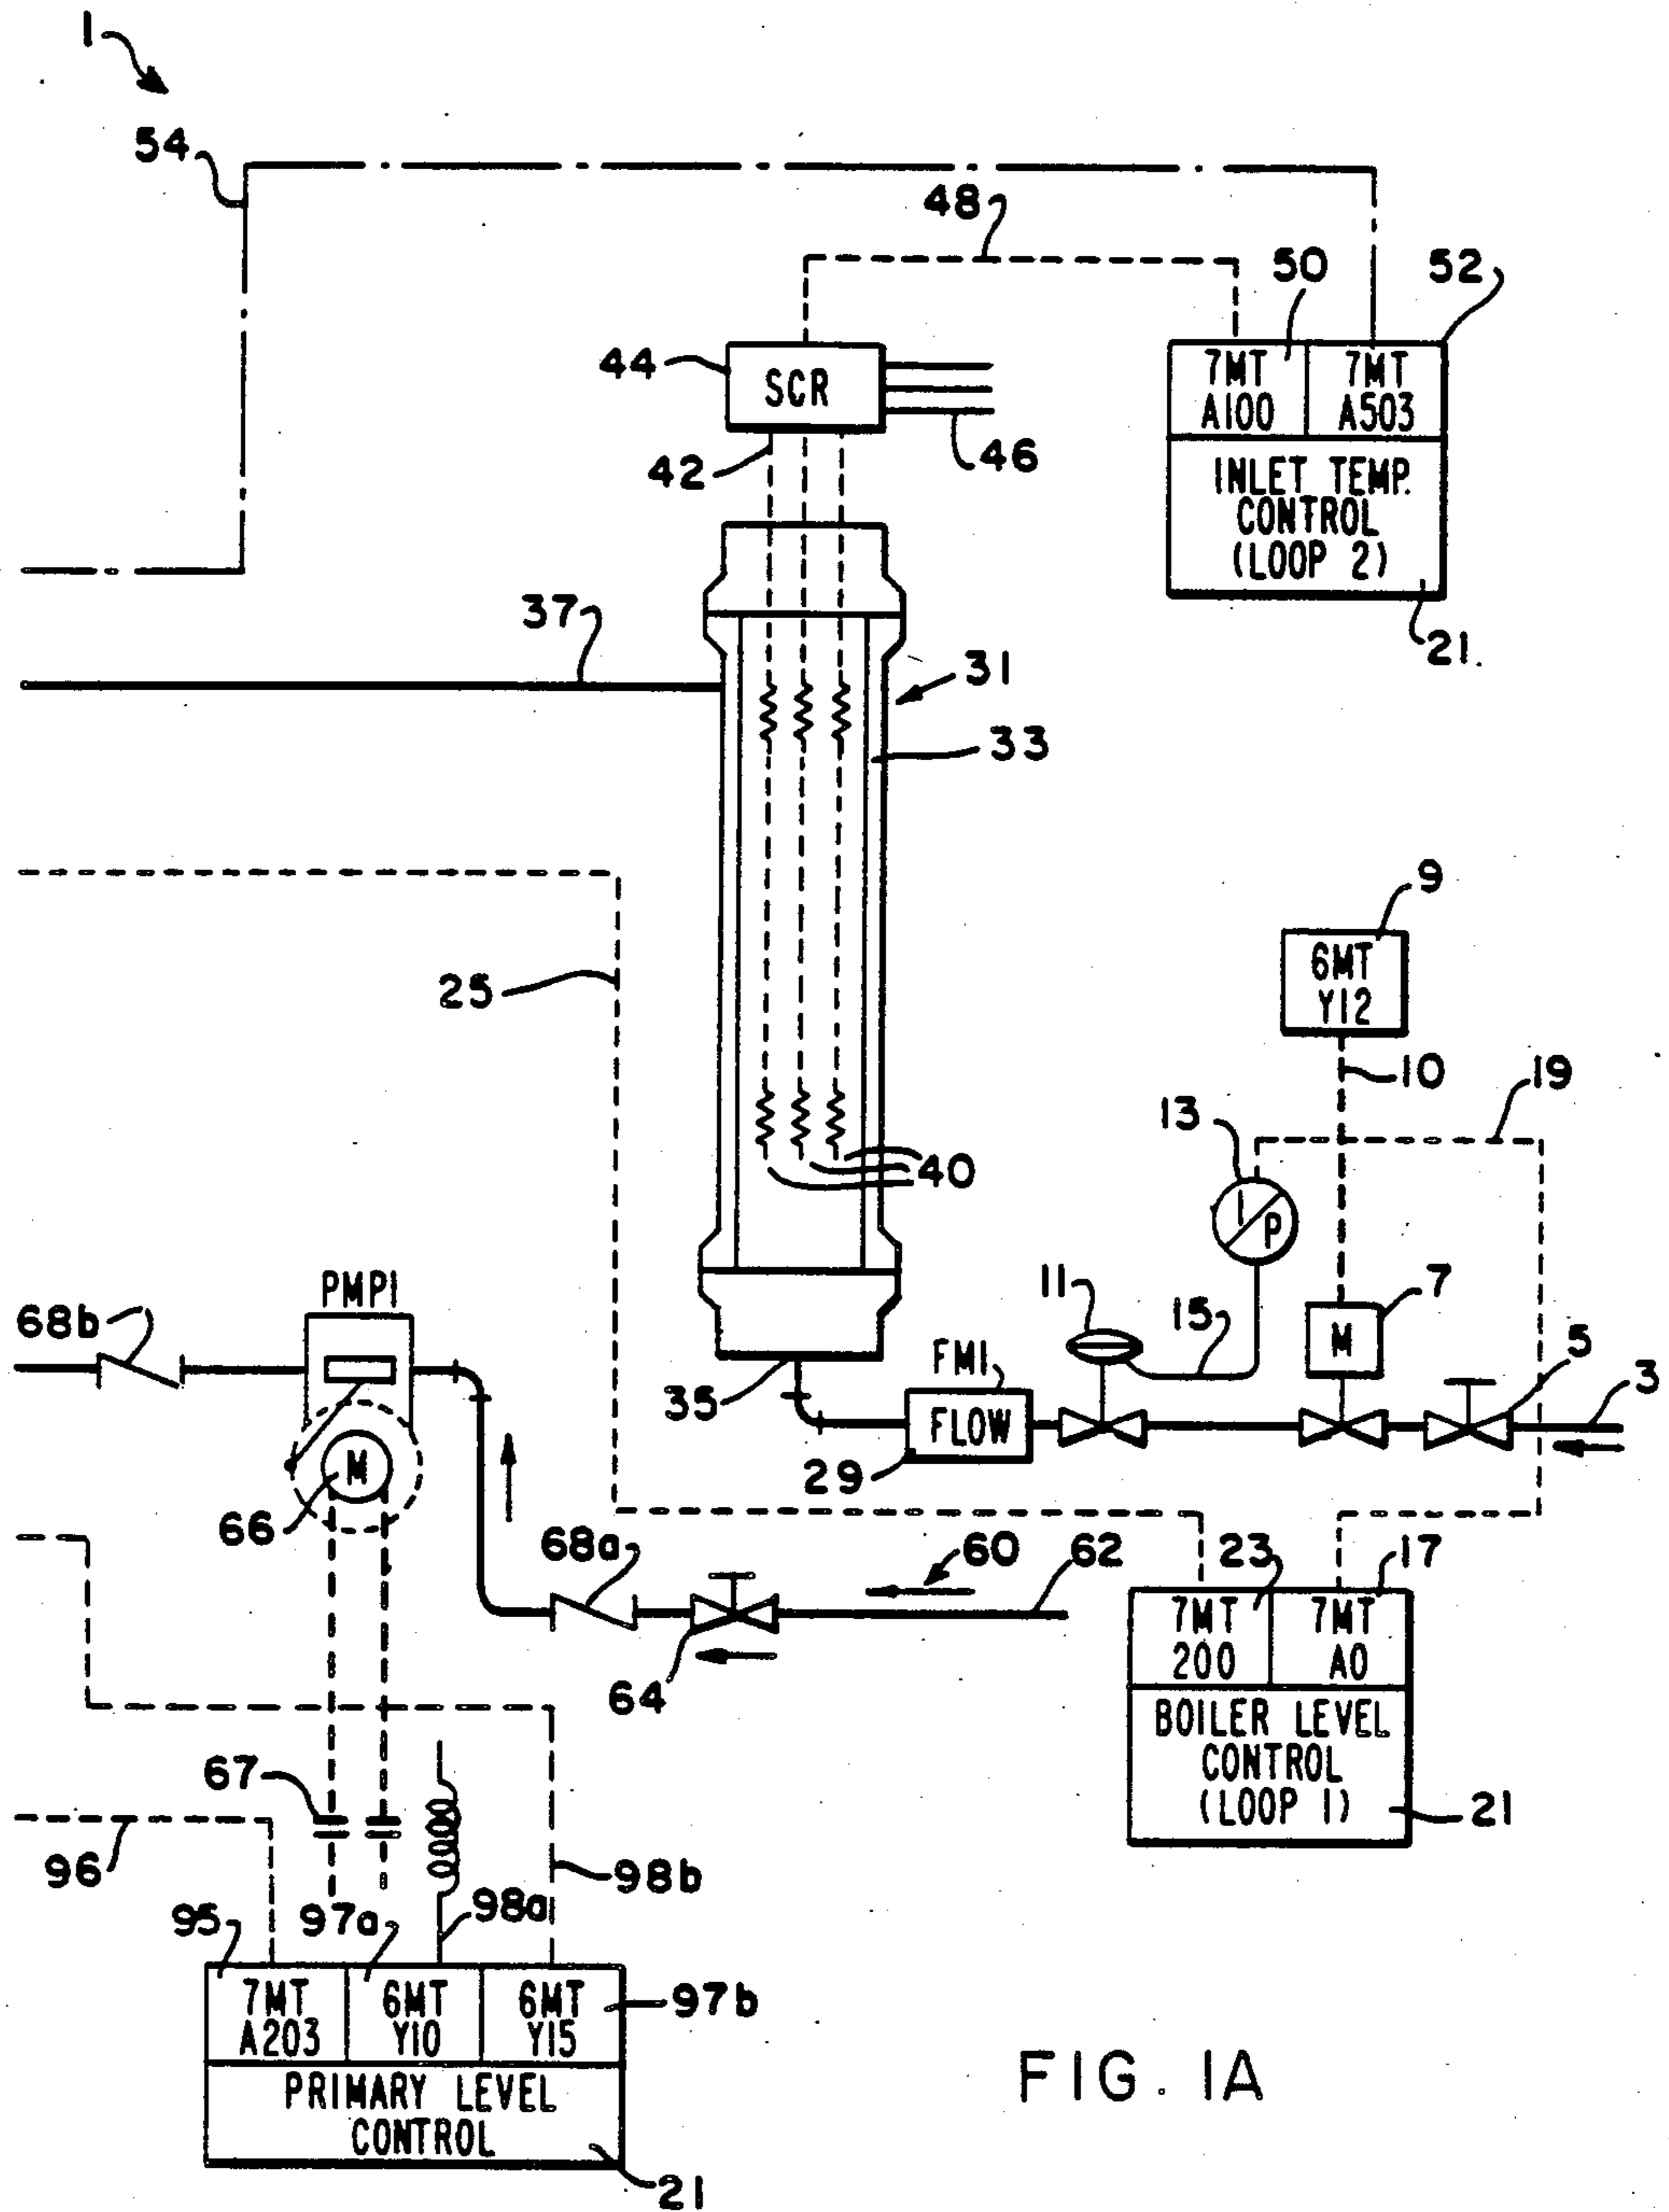 1
54
48
50
52
44
SCR
7MT
A100
7MT
A503
42
46
INLET TEMP.
CONTROL
(LOOP 2)
37
21.
31
33
9
6MT
Y12
25
10
19
13
40
I/P
PMP1
11
15
7
68b
M
5
FM1
3
35
FLOW
M
29
66
68a
60
62
23
17
7MT
200
7MT
A0
64
BOILER LEVEL
CONTROL
(LOOP 1)
67
21
96
98b
95
97a
98a
7MT
A203
6MT
Y10
6MT
Y15
97b
PRIMARY LEVEL
CONTROL
21
FIG. 1A